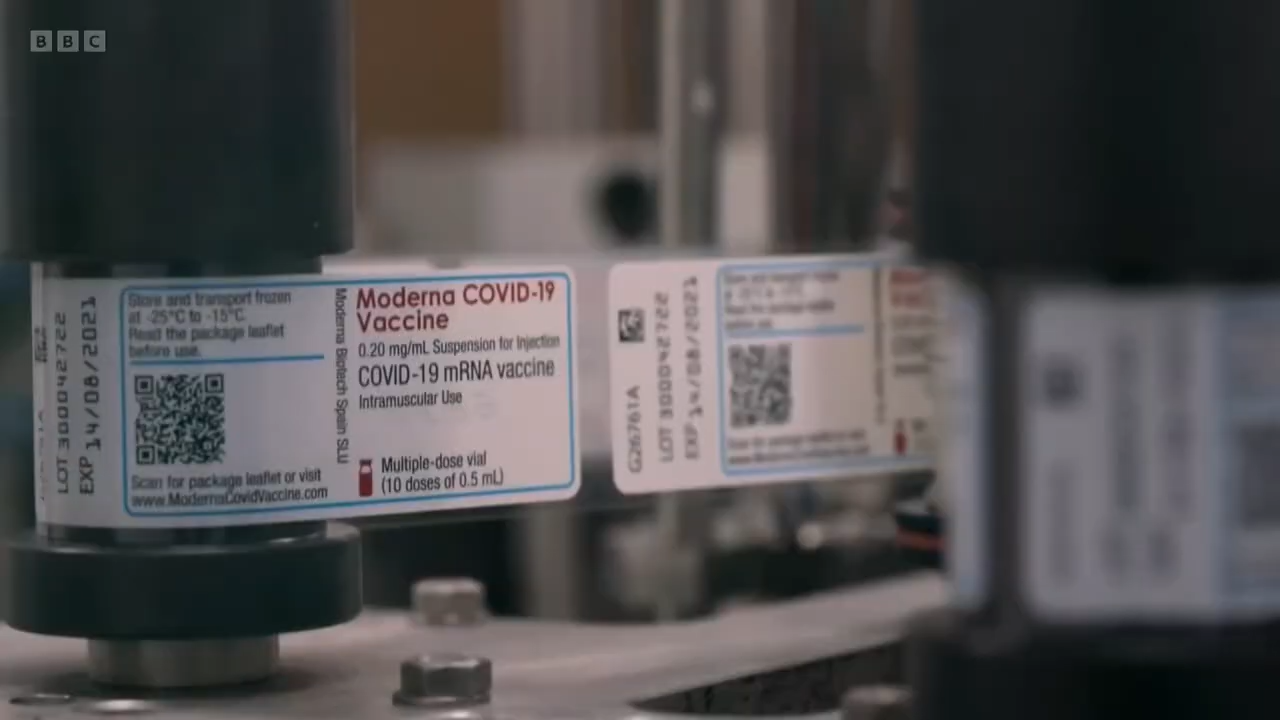 BBC
LOT 300042722
EXP 14/08/2021
Store and transport frozen
at -25°C to -15°C.
Read the package leaflet
before use.
Scan for package leaflet or visit
www.ModernaCovidVaccine.com
Moderna Biotech Spain SLU
Moderna COVID-19
Vaccine
0.20 mg/mL Suspension for Injection
COVID-19 mRNA vaccine
Intramuscular Use
Multiple-dose vial
(10 doses of 0.5 mL)
G26761A
LOT 300042722
EXP 14/08/2021